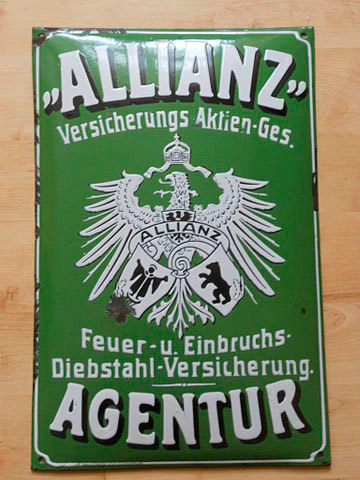 „ALLIANZ”
Versicherungs Aktien-Ges.
ALLIANZ
Feuer- u. Einbruchs-
Diebstahl-Versicherung.
AGENTUR